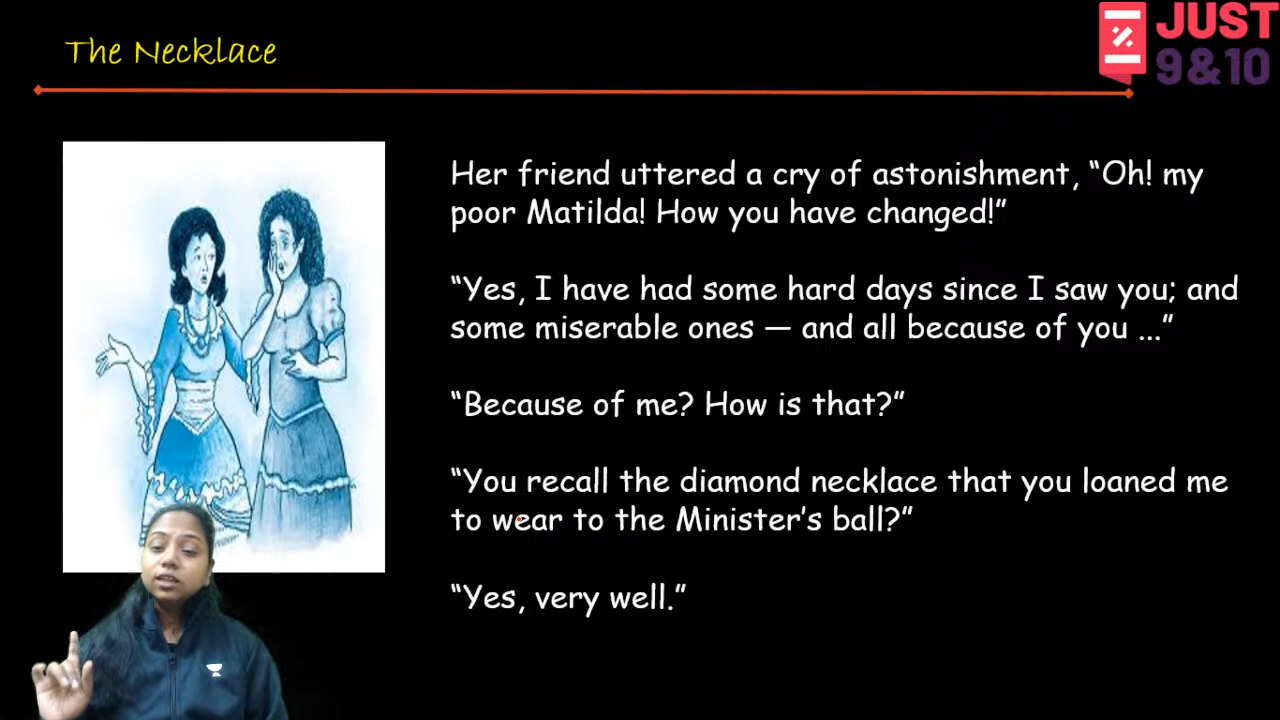 The Necklace
JUST
9&10
Her friend uttered a cry of astonishment, “Oh! my
poor Matilda! How you have changed!”
“Yes, I have had some hard days since I saw you; and
some miserable ones — and all because of you ...”
“Because of me? How is that?”
“You recall the diamond necklace that you loaned me
to wear to the Minister’s ball?”
“Yes, very well.”